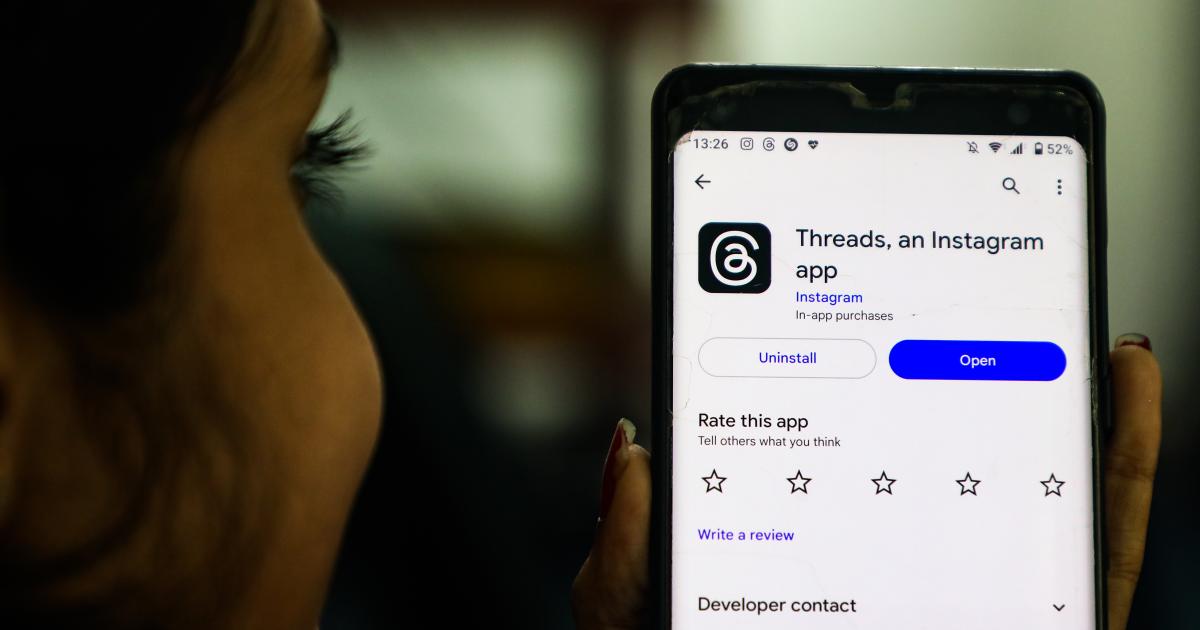 13:26 52%
Threads, an Instagram
app
Instagram
In-app purchases
Uninstall Open
Rate this app
Tell others what you think
Write a review
Developer contact